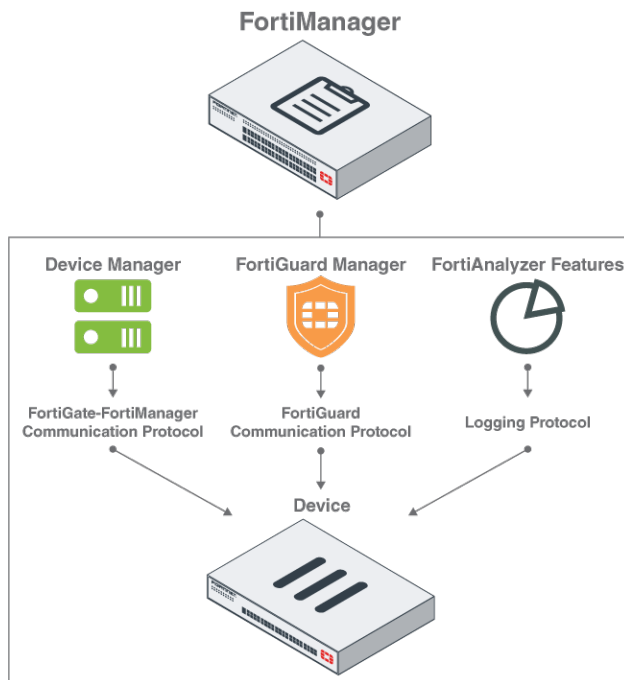 FortiManager
Device Manager
FortiGuard Manager
FortiAnalyzer Features
FortiGate-FortiManager
Communication Protocol
FortiGuard
Communication Protocol
Logging Protocol
Device